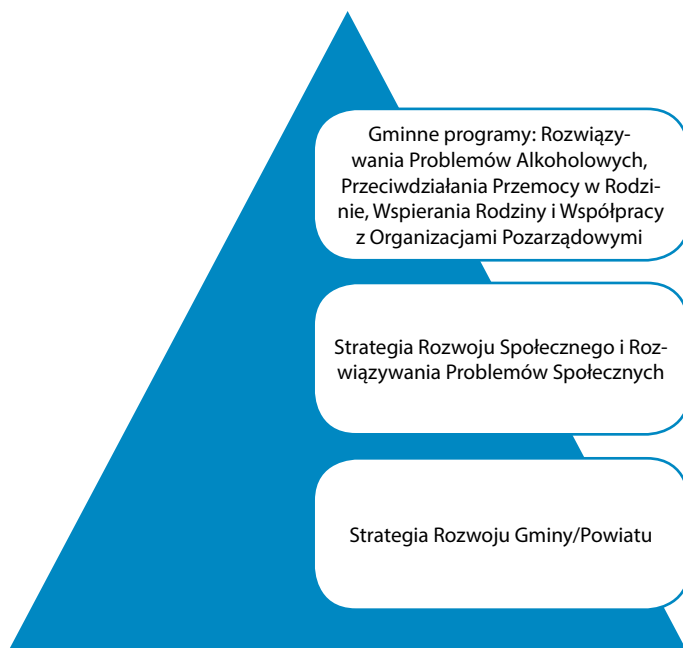 Gminne programy: Rozwiązy-
wania Problemów Alkoholowych,
Przeciwdziałania Przemocy w Rodzi-
nie, Wspierania Rodziny i Współpracy
z Organizacjami Pozarządowymi
Strategia Rozwoju Społecznego i Roz-
wiązywania Problemów Społecznych
Strategia Rozwoju Gminy/Powiatu